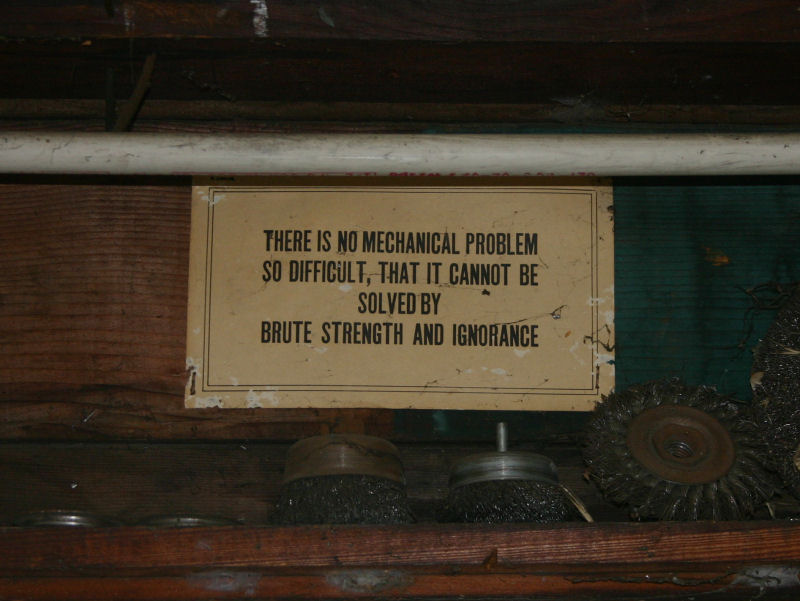 THERE IS NO MECHANICAL PROBLEM
SO DIFFICULT, THAT IT CANNOT BE
SOLVED BY
BRUTE STRENGTH AND IGNORANCE